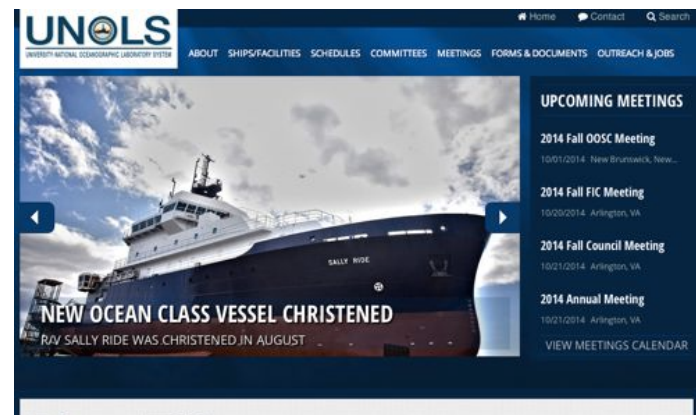 Home Contact Search
UNOLS
UNIVERSITY-NATIONAL OCEANOGRAPHIC LABORATORY SYSTEM
ABOUT SHIPS/FACILITIES SCHEDULES COMMITTEES MEETINGS FORMS & DOCUMENTS OUTREACH & JOBS
SALLY RIDE
NEW OCEAN CLASS VESSEL CHRISTENED
R/V SALLY RIDE WAS CHRISTENED IN AUGUST
UPCOMING MEETINGS
2014 Fall OOSC Meeting
10/01/2014 New Brunswick, New...
2014 Fall FIC Meeting
10/20/2014 Arlington, VA
2014 Fall Council Meeting
10/21/2014 Arlington, VA
2014 Annual Meeting
10/21/2014 Arlington, VA
VIEW MEETINGS CALENDAR